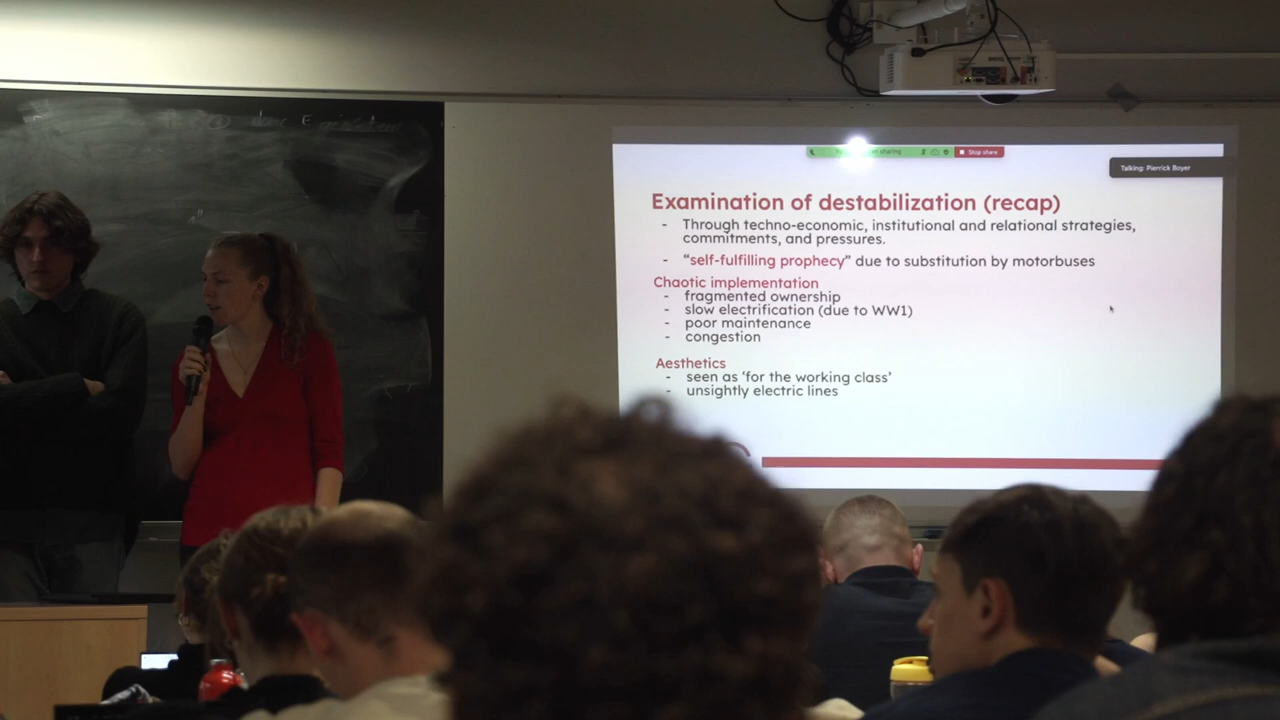 sharing
Stop share
Talking: Pierrick Boyer
Examination of destabilization (recap)
- Through techno-economic, institutional and relational strategies,
commitments, and pressures.
- “self-fulfilling prophecy” due to substitution by motorbuses
Chaotic implementation
- fragmented ownership
- slow electrification (due to WW1)
- poor maintenance
- congestion
Aesthetics
- seen as ‘for the working class’
- unsightly electric lines